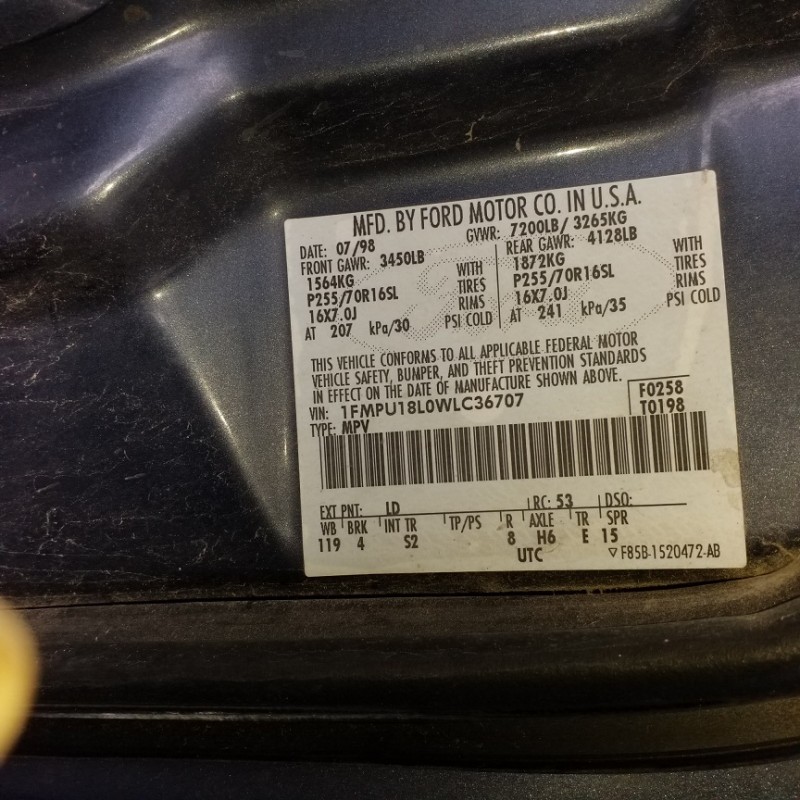 MFD. BY FORD MOTOR CO. IN U.S.A.
DATE: 07/98 GVWR: 7200LB/ 3265KG
FRONT GAWR: 3450LB REAR GAWR: 4128LB
1564KG WITH 1872KG WITH
P255/70R16SL TIRES P255/70R16SL TIRES
16X7.0J RIMS 16X7.0J RIMS
AT 207 kPa/30 PSI COLD AT 241 kPa/35 PSI COLD
THIS VEHICLE CONFORMS TO ALL APPLICABLE FEDERAL MOTOR
VEHICLE SAFETY, BUMPER, AND THEFT PREVENTION STANDARDS
IN EFFECT ON THE DATE OF MANUFACTURE SHOWN ABOVE.
VIN: 1FMPU18L0WLC36707 F0258
TYPE: MPV T0198
EXT PNT: LD RC: 53 DSO:
WB BRK INT TR TP/PS R AXLE TR SPR
119 4 S2 8 H6 E 15
UTC ▽F85B-1520472-AB